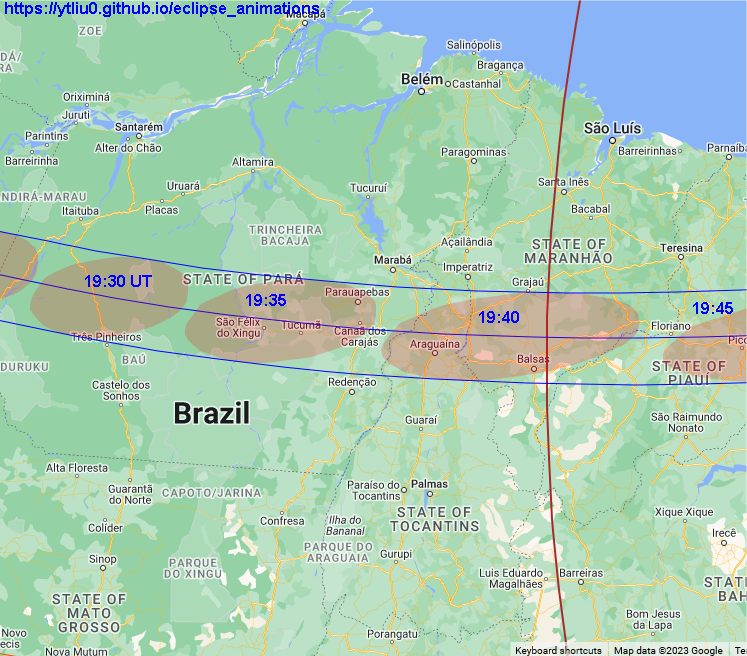 https://ytliu0.github.io/eclipse_animations
Macapá
ZOE
DÁ/
RA
Salinópolis
Bragança
Belém
Castanhal
Oriximiná
Juruti
Parintins
Santarém
São Luís
Barreirinha
Alter do Chão
Paragominas
Barreirinhas
Parnaíba
Altamira
Santa Inês
NDIRÁ-MARAU
Uruará
Tucuruí
Itaituba
Placas
Bacabal
TRINCHEIRA
BACAJA
Açailândia
STATE OF
MARANHÃO
Teresina
Marabá
Imperatriz
19:30 UT
STATE OF PARÁ
Grajaú
Parauapebas
19:35
19:40
19:45
São Félix
do Xingu
Tucumã
Canaã dos
Carajás
Floriano
Três Pinheiros
Araguaína
Pico
BAÚ
Balsas
DURUKU
STATE OF
PIAUÍ
Castelo dos
Sonhos
Redenção
Brazil
Guaraí
São Raimundo
Nonato
Alta Floresta
Guarantã
do Norte
CAPOTO/JARINA
Paraíso do
Tocantins
Palmas
STATE OF
TOCANTINS
Confresa
Ilha do
Bananal
Xique Xique
Colíder
Irecê
PARQUE DO
ARAGUAIA
Sinop
PARQUE
DO XINGU
Gurupi
Luís Eduardo
Magalhães
Barreiras
STATE
BAH
STATE OF
MATO
GROSSO
Bom Jesus
da Lapa
Novo
ecis
Porangatu
Nova Mutum
Keyboard shortcuts
Map data ©2023 Google
Te